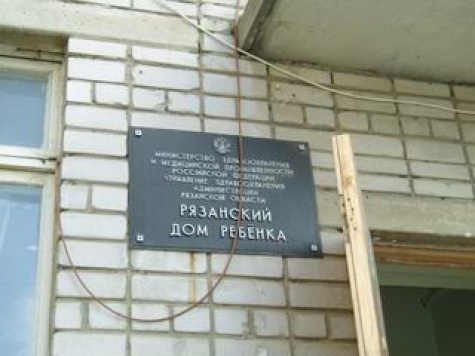 МИНИСТЕРСТВО ЗДРАВООХРАНЕНИЯ
И МЕДИЦИНСКОЙ ПРОМЫШЛЕННОСТИ
РОССИЙСКОЙ ФЕДЕРАЦИИ
УПРАВЛЕНИЕ ЗДРАВООХРАНЕНИЯ
АДМИНИСТРАЦИИ
РЯЗАНСКОЙ ОБЛАСТИ
РЯЗАНСКИЙ
ДОМ РЕБЕНКА